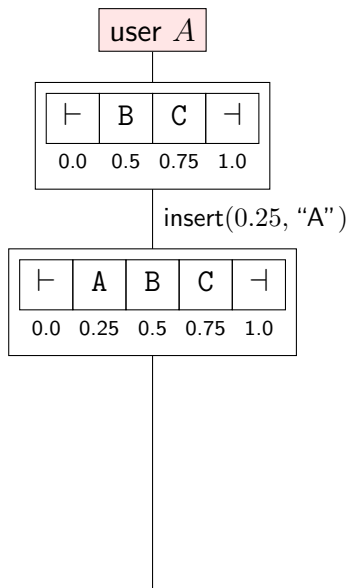 user A
⊢ B C ⊣
0.0 0.5 0.75 1.0
insert(0.25, “A”)
⊢ A B C ⊣
0.0 0.25 0.5 0.75 1.0